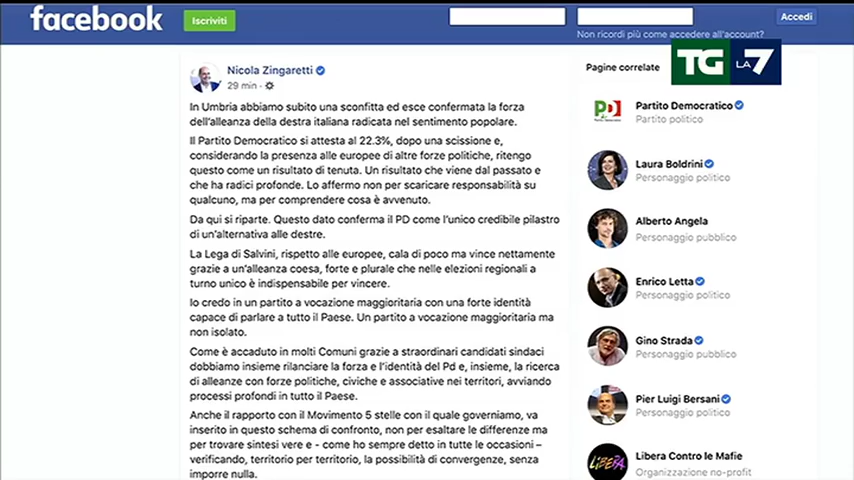 facebook
Iscriviti
Accedi
Non ricordi più come accedere all'account?
TG LA 7
Nicola Zingaretti
29 min
In Umbria abbiamo subito una sconfitta ed esce confermata la forza
dell'alleanza della destra italiana radicata nel sentimento popolare.
Il Partito Democratico si attesta al 22.3%, dopo una scissione e,
considerando la presenza alle europee di altre forze politiche, ritengo
questo come un risultato di tenuta. Un risultato che viene dal passato e
che ha radici profonde. Lo affermo non per scaricare responsabilità su
qualcuno, ma per comprendere cosa è avvenuto.
Da qui si riparte. Questo dato conferma il PD come l'unico credibile pilastro
di un'alternativa alle destre.
La Lega di Salvini, rispetto alle europee, cala di poco ma vince nettamente
grazie a un'alleanza coesa, forte e plurale che nelle elezioni regionali a
turno unico è indispensabile per vincere.
Io credo in un partito a vocazione maggioritaria con una forte identità
capace di parlare a tutto il Paese. Un partito a vocazione maggioritaria ma
non isolato.
Come è accaduto in molti Comuni grazie a straordinari candidati sindaci
dobbiamo insieme rilanciare la forza e l'identità del Pd e, insieme, la ricerca
di alleanze con forze politiche, civiche e associative nei territori, avviando
processi profondi in tutto il Paese.
Anche il rapporto con il Movimento 5 stelle con il quale governiamo, va
inserito in questo schema di confronto, non per esaltare le differenze ma
per trovare sintesi vere e - come ho sempre detto in tutte le occasioni –
verificando, territorio per territorio, la possibilità di convergenze, senza
imporre nulla.
Pagine correlate
PD
Partito Democratico
Partito politico
Laura Boldrini
Personaggio politico
Alberto Angela
Personaggio pubblico
Enrico Letta
Personaggio politico
Gino Strada
Personaggio pubblico
Pier Luigi Bersani
Personaggio politico
LIBERA
Libera Contro le Mafie
Organizzazione no-profit